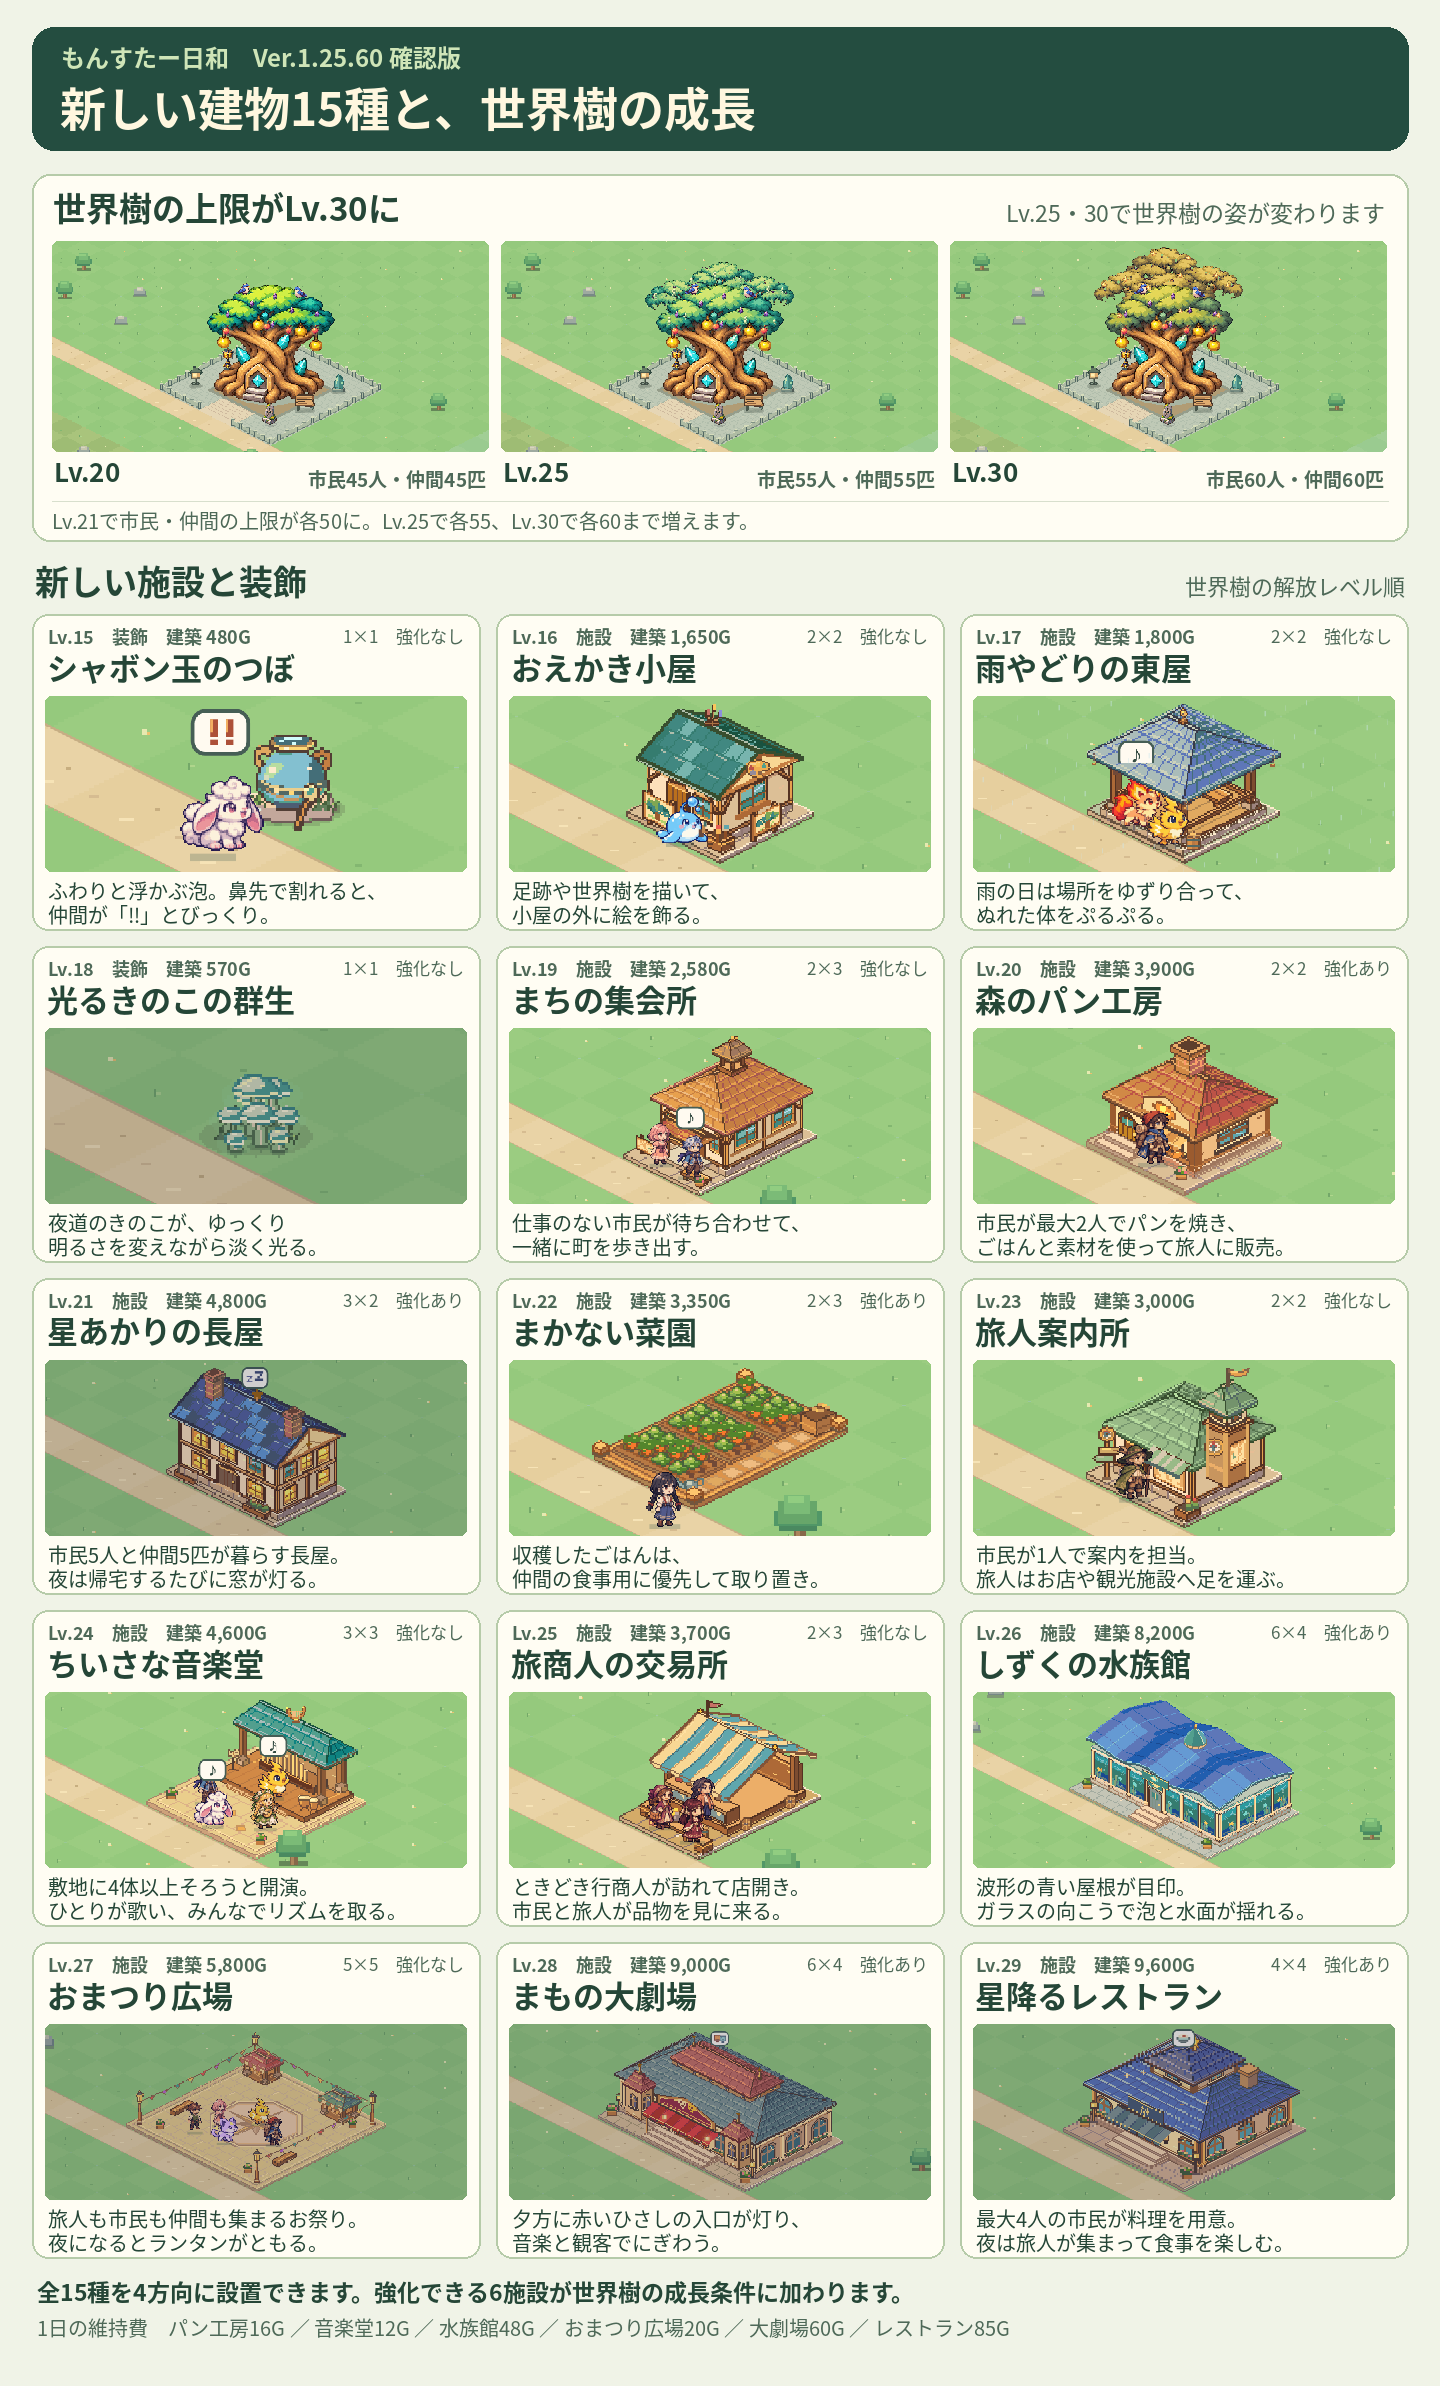 もんすたー日和　Ver.1.25.60 確認版
新しい建物15種と、世界樹の成長
世界樹の上限がLv.30に
Lv.25・30で世界樹の姿が変わります
Lv.20　市民45人・仲間45匹
Lv.25　市民55人・仲間55匹
Lv.30　市民60人・仲間60匹
Lv.21で市民・仲間の上限が各50に。Lv.25で各55、Lv.30で各60まで増えます。
新しい施設と装飾
世界樹の解放レベル順
Lv.15　装飾　建築 480G　1×1　強化なし
シャボン玉のつぼ
!!
ふわりと浮かぶ泡。鼻先で割れると、
仲間が「!!」とびっくり。
Lv.16　施設　建築 1,650G　2×2　強化なし
おえかき小屋
足跡や世界樹を描いて、
小屋の外に絵を飾る。
Lv.17　施設　建築 1,800G　2×2　強化なし
雨やどりの東屋
♪
雨の日は場所をゆずり合って、
ぬれた体をぷるぷる。
Lv.18　装飾　建築 570G　1×1　強化なし
光るきのこの群生
夜道のきのこが、ゆっくり
明るさを変えながら淡く光る。
Lv.19　施設　建築 2,580G　2×3　強化なし
まちの集会所
♪
仕事のない市民が待ち合わせて、
一緒に町を歩き出す。
Lv.20　施設　建築 3,900G　2×2　強化あり
森のパン工房
市民が最大2人でパンを焼き、
ごはんと素材を使って旅人に販売。
Lv.21　施設　建築 4,800G　3×2　強化あり
星あかりの長屋
zz
市民5人と仲間5匹が暮らす長屋。
夜は帰宅するたびに窓が灯る。
Lv.22　施設　建築 3,350G　2×3　強化あり
まかない菜園
収穫したごはんは、
仲間の食事用に優先して取り置き。
Lv.23　施設　建築 3,000G　2×2　強化なし
旅人案内所
市民が1人で案内を担当。
旅人はお店や観光施設へ足を運ぶ。
Lv.24　施設　建築 4,600G　3×3　強化なし
ちいさな音楽堂
♪
♪
敷地に4体以上そろうと開演。
ひとりが歌い、みんなでリズムを取る。
Lv.25　施設　建築 3,700G　2×3　強化なし
旅商人の交易所
ときどき行商人が訪れて店開き。
市民と旅人が品物を見に来る。
Lv.26　施設　建築 8,200G　6×4　強化あり
しずくの水族館
波形の青い屋根が目印。
ガラスの向こうで泡と水面が揺れる。
Lv.27　施設　建築 5,800G　5×5　強化なし
おまつり広場
旅人も市民も仲間も集まるお祭り。
夜になるとランタンがともる。
Lv.28　施設　建築 9,000G　6×4　強化あり
まもの大劇場
夕方に赤いひさしの入口が灯り、
音楽と観客でにぎわう。
Lv.29　施設　建築 9,600G　4×4　強化あり
星降るレストラン
最大4人の市民が料理を用意。
夜は旅人が集まって食事を楽しむ。
全15種を4方向に設置できます。強化できる6施設が世界樹の成長条件に加わります。
1日の維持費　パン工房16G ／ 音楽堂12G ／ 水族館48G ／ おまつり広場20G ／ 大劇場60G ／ レストラン85G